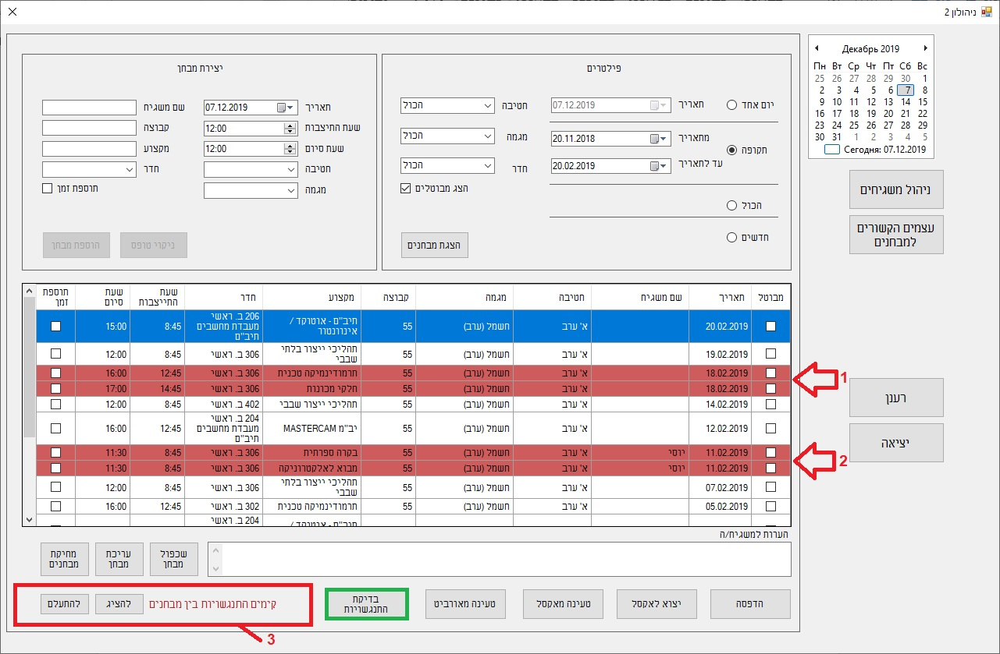 ניהולון 2
יצירת מבחן
תאריך 07.12.2019 שם משגיח
שעת התיצבות 12:00 קבוצה
שעת סיום 12:00 מקצוע
חטיבה חדר
מגמה תוספת זמן
ניקוי טופס הוספת מבחן
פילטרים
יום אחד תאריך 07.12.2019 חטיבה הכול
תקופה מתאריך 20.11.2018 מגמה הכול
עד לתאריך 20.02.2019 חדר הכול
הצג מבוטלים
הכול
חדשים
הצגת מבחנים
Декабрь 2019
Пн Вт Ср Чт Пт Сб Вс
25 26 27 28 29 30 1
2 3 4 5 6 7 8
9 10 11 12 13 14 15
16 17 18 19 20 21 22
23 24 25 26 27 28 29
30 31 1 2 3 4 5
Сегодня: 07.12.2019
ניהול משגיחים
עצמים הקשורים
למבחנים
רענן
יציאה
מבוטל תאריך שם משגיח חטיבה מגמה קבוצה מקצוע חדר שעת התייצבות שעת סיום תוספת זמן
20.02.2019 א' ערב חשמל (ערב) 55 תיב"ם - אוטוקד / אינוונטור 206 ב. ראשי מעבדת מחשבים תיב"ם 8:45 15:00
19.02.2019 א' ערב חשמל (ערב) 55 תהליכי ייצור בלתי שבבי 306 ב. ראשי 8:45 12:00
18.02.2019 א' ערב חשמל (ערב) 55 תרמודינמיקה טכנית 306 ב. ראשי 12:45 16:00
18.02.2019 א' ערב חשמל (ערב) 55 חלקי מכוננות 306 ב. ראשי 14:45 17:00
14.02.2019 א' ערב חשמל (ערב) 55 תהליכי ייצור שבבי 402 ב. ראשי 8:45 12:00
12.02.2019 א' ערב חשמל (ערב) 55 יב"מ MASTERCAM 204 ב. ראשי מעבדת מחשבים תיב"ם 12:45 16:00
11.02.2019 יוסי א' ערב חשמל (ערב) 55 בקרה ספרתית 306 ב. ראשי 8:45 11:30
11.02.2019 יוסי א' ערב חשמל (ערב) 55 מבוא לאלקטרוניקה 306 ב. ראשי 8:45 11:30
07.02.2019 א' ערב חשמל (ערב) 55 תהליכי ייצור בלתי שבבי 306 ב. ראשי 8:45 12:00
05.02.2019 א' ערב חשמל (ערב) 55 תרמודינמיקה טכנית 302 ב. ראשי 12:45 16:00
204 ב. ראשי
1
2
הערות למשגיח/ה
שכפול מבחן
עריכת מבחן
מחיקת מבחנים
הדפסה
יצוא לאקסל
טעינה מאקסל
טעינה מאורביט
בדיקת התנגשויות
קימים התנגשויות בין מבחנים
להציג
להתעלם
3